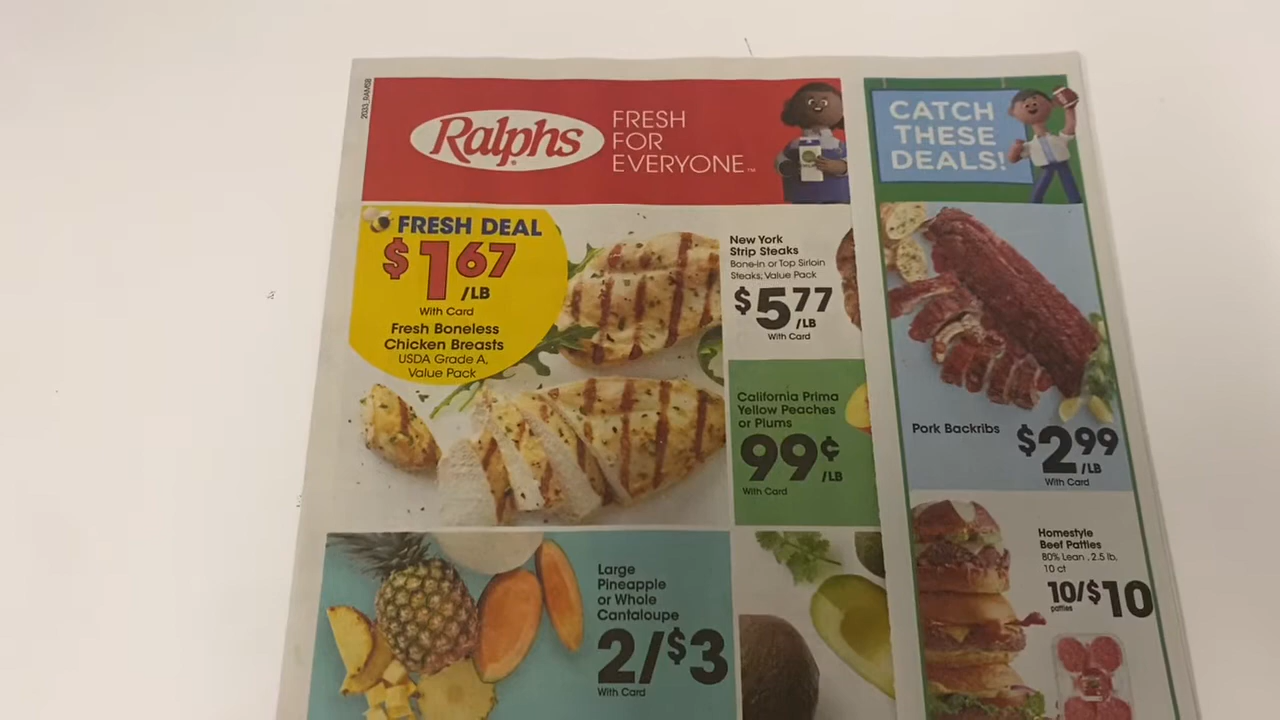 2033_RAMSB
Ralphs
FRESH
FOR
EVERYONE™
FRESH DEAL
$1 67
/LB
With Card
Fresh Boneless
Chicken Breasts
USDA Grade A,
Value Pack
New York
Strip Steaks
Bone-in or Top Sirloin
Steaks, Value Pack
$5 77
/LB
With Card
California Prima
Yellow Peaches
or Plums
99¢
/LB
With Card
Large
Pineapple
or Whole
Cantaloupe
2/$3
With Card
CATCH
THESE
DEALS!
Pork Backribs
$2 99
/LB
With Card
Homestyle
Beef Patties
80% Lean, 2.5 lb,
10 ct
10/$10
patties